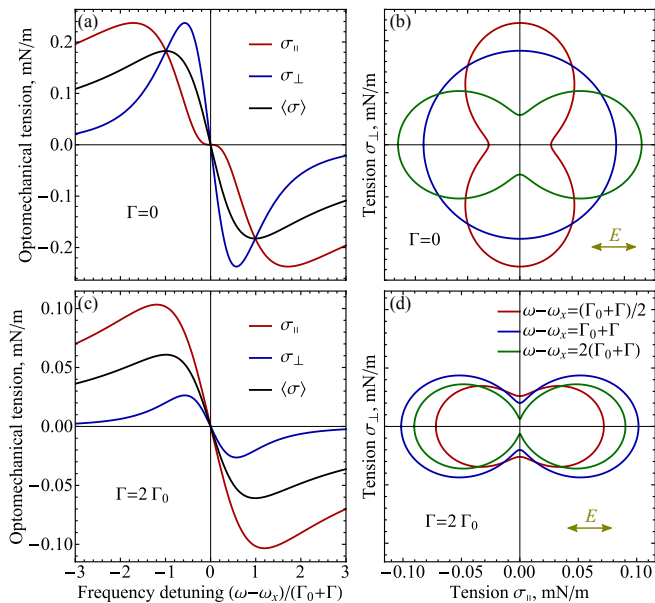 (a)
Optomechanical tension, mN/m
0.2
0.1
0.0
−0.1
−0.2
σ∥
σ⊥
⟨σ⟩
Γ=0
(b)
Tension σ⊥, mN/m
Γ=0
E
(c)
Optomechanical tension, mN/m
0.10
0.05
0.00
−0.05
−0.10
σ∥
σ⊥
⟨σ⟩
Γ=2 Γ₀
−3 −2 −1 0 1 2 3
Frequency detuning (ω−ωₓ)/(Γ₀+Γ)
(d)
Tension σ⊥, mN/m
ω−ωₓ=(Γ₀+Γ)/2
ω−ωₓ=Γ₀+Γ
ω−ωₓ=2(Γ₀+Γ)
Γ=2 Γ₀
E
−0.10 −0.05 0.00 0.05 0.10
Tension σ∥, mN/m